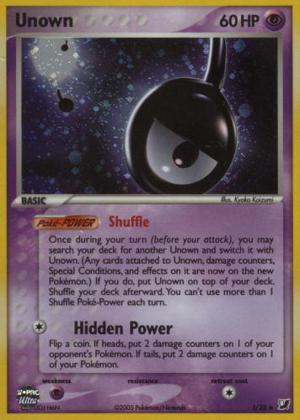 Unown
60 HP
BASIC
Illus. Kyoko Koizumi
Poké-POWER Shuffle
Once during your turn (before your attack), you may
search your deck for another Unown and switch it with
Unown. (Any cards attached to Unown, damage counters,
Special Conditions, and effects on it are now on the new
Pokémon.) If you do, put Unown on top of your deck.
Shuffle your deck afterward. You can't use more than 1
Shuffle Poké-Power each turn.
Hidden Power
Flip a coin. If heads, put 2 damage counters on 1 of your
opponent's Pokémon. If tails, put 2 damage counters on 1
of your Pokémon.
weakness resistance retreat cost
©2005 Pokémon/Nintendo